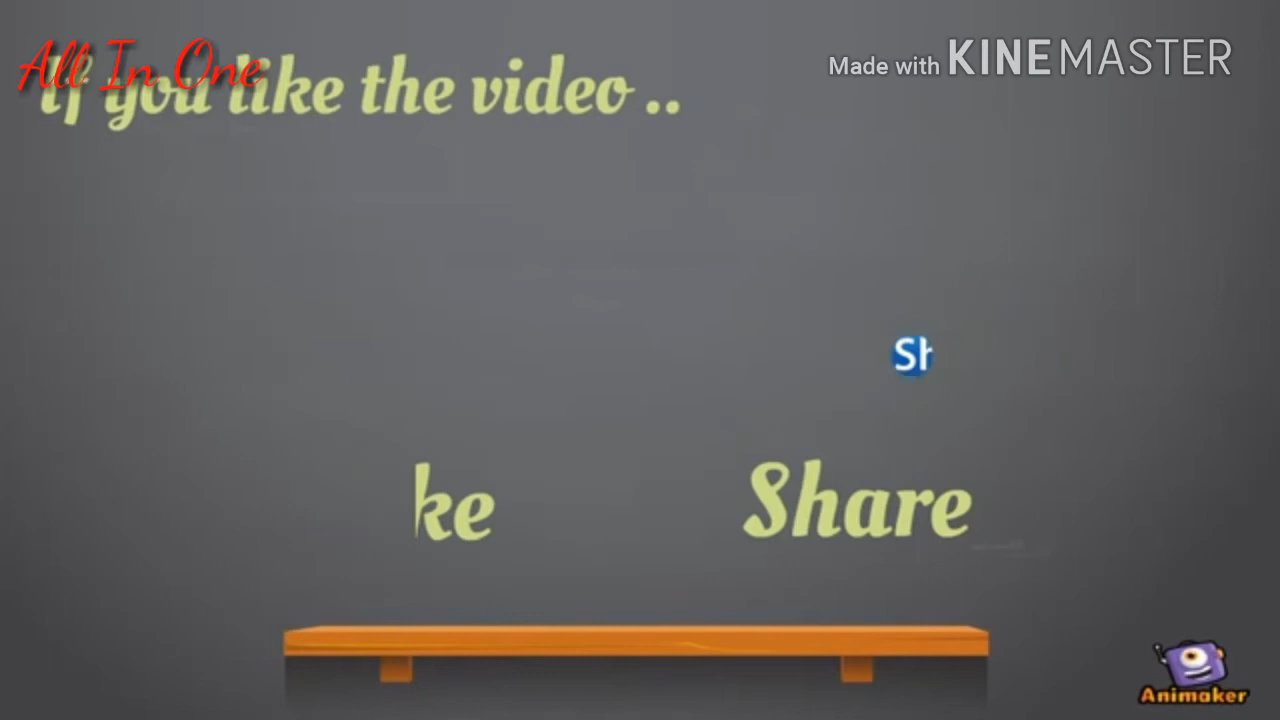 All In One
If you like the video ..
Made with KINEMASTER
Sh
ke
Share
Animaker